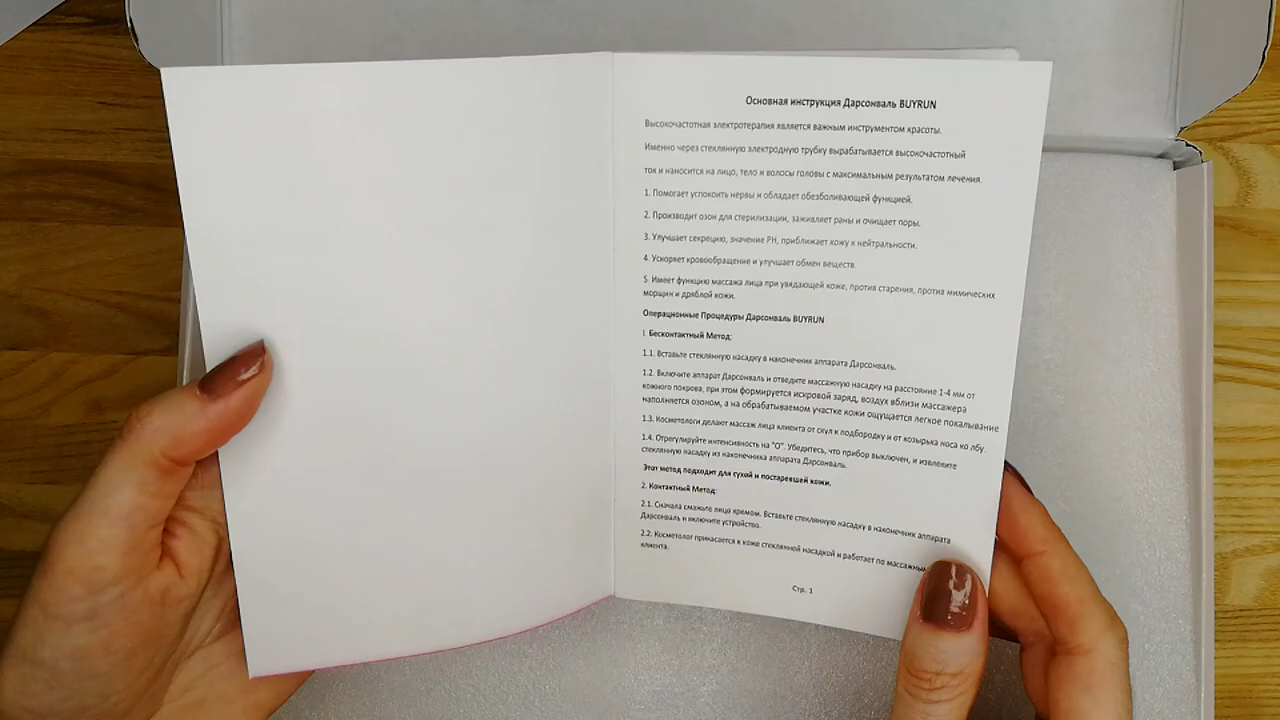 Основная инструкция Дарсонваль BUYRUN
Высокочастотная электротерапия является важным инструментом красоты.
Именно через стеклянную электродную трубку вырабатывается высокочастотный
ток и наносится на лицо, тело и волосы головы с максимальным результатом лечения.
1. Помогает успокоить нервы и обладает обезболивающей функцией.
2. Производит озон для стерилизации, заживляет раны и очищает поры.
3. Улучшает секрецию, значение PH, приближает кожу к нейтральности.
4. Ускоряет кровообращение и улучшает обмен веществ.
5. Имеет функцию массажа лица при увядающей коже, против старения, против мимических
морщин и дряблой кожи.
Операционные Процедуры Дарсонваль BUYRUN
I. Бесконтактный Метод:
1.1. Вставьте стеклянную насадку в наконечник аппарата Дарсонваль.
1.2. Включите аппарат Дарсонваль и отведите массажную насадку на расстояние 1-4 мм от
кожного покрова, при этом формируется искровой заряд, воздух вблизи массажера
наполняется озоном, а на обрабатываемом участке кожи ощущается легкое покалывание
1.3. Косметологи делают массаж лица клиента от скул к подбородку и от козырька носа ко лбу.
1.4. Отрегулируйте интенсивность на "О". Убедитесь, что прибор выключен, и извлеките
стеклянную насадку из наконечника аппарата Дарсонваль.
Этот метод подходит для сухой и постаревшей кожи.
2. Контактный Метод:
2.1. Сначала смажьте лицо кремом. Вставьте стеклянную насадку в наконечник аппарата
Дарсонваль и включите устройство.
2.2. Косметолог прикасается к коже стеклянной насадкой и работает по
клиента.
Стр. 1